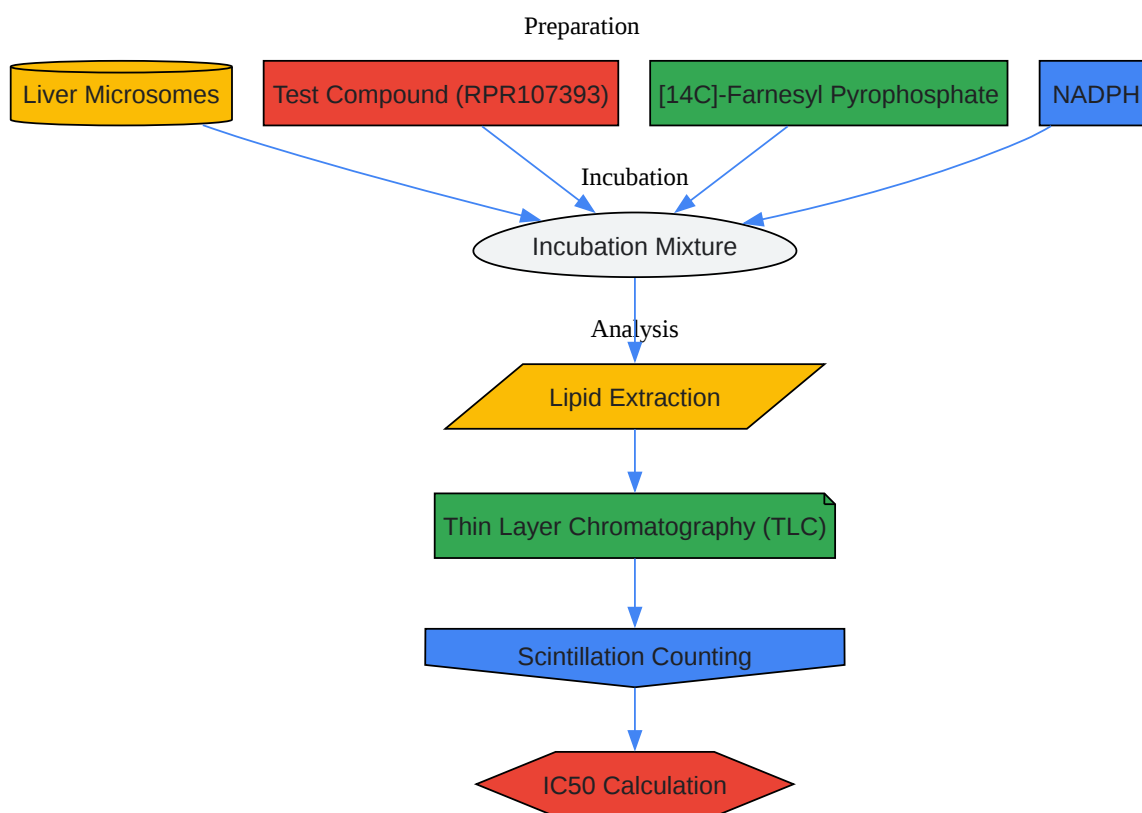 Preparation
Liver Microsomes
Test Compound (RPR107393)
[14C]-Farnesyl Pyrophosphate
NADPH
Incubation
Incubation Mixture
Analysis
Lipid Extraction
Thin Layer Chromatography (TLC)
Scintillation Counting
IC50 Calculation